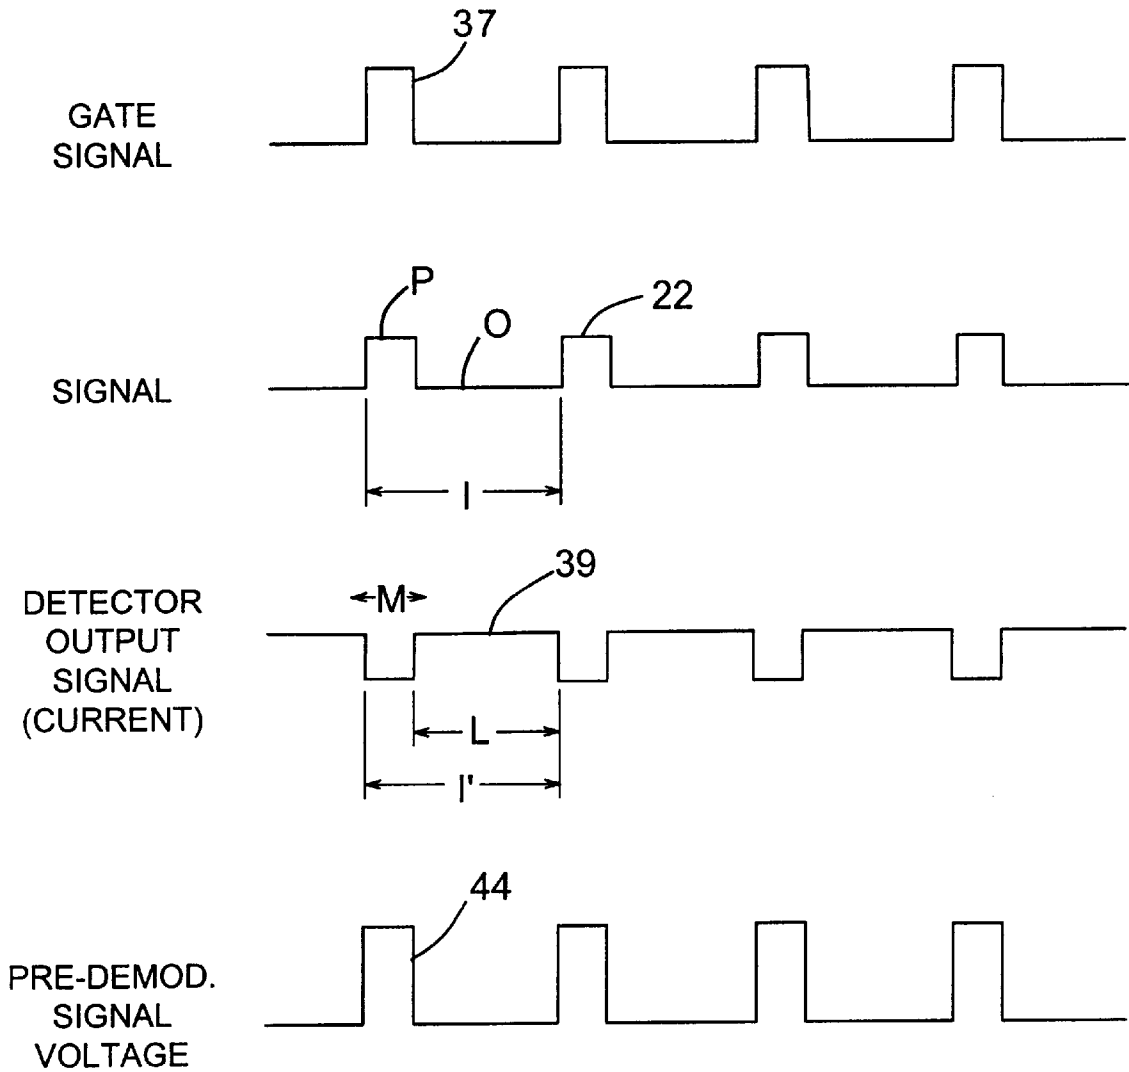 37
GATE
SIGNAL
P
O
22
SIGNAL
I
39
M
DETECTOR
OUTPUT
SIGNAL
(CURRENT)
L
I'
44
PRE-DEMOD.
SIGNAL
VOLTAGE